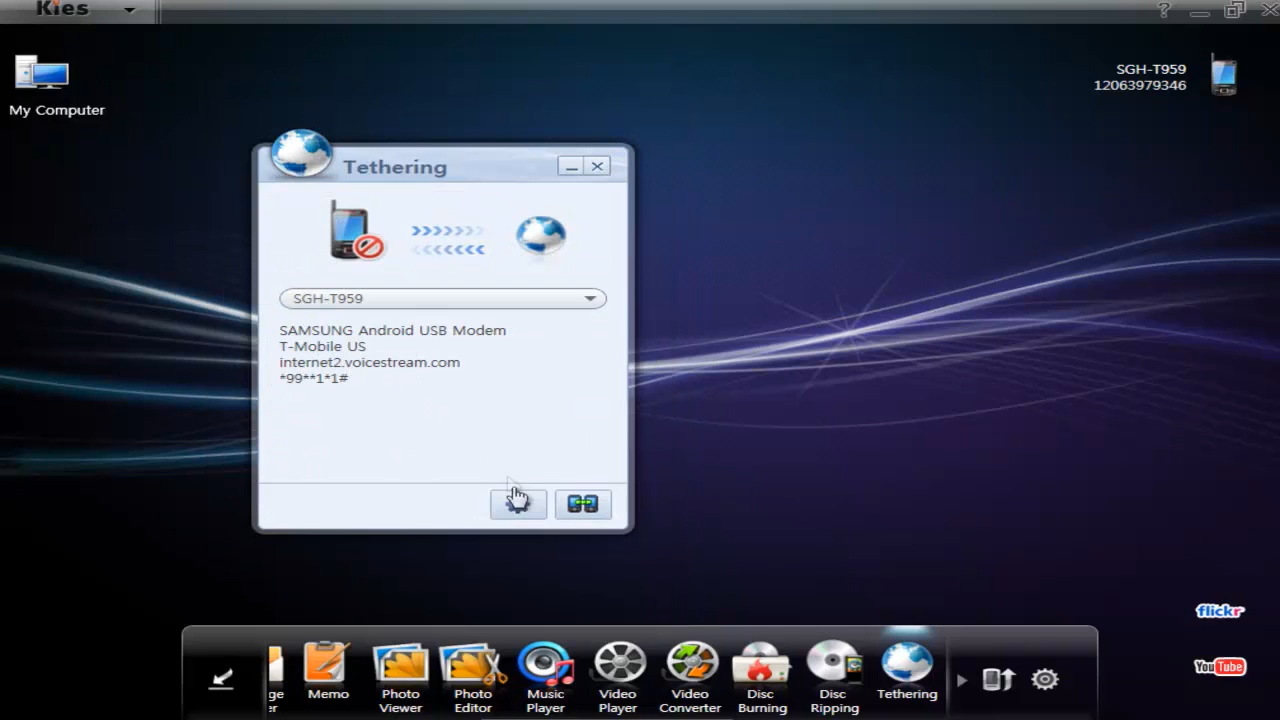 Kies
?
My Computer
SGH-T959
12063979346
Tethering
SGH-T959
SAMSUNG Android USB Modem
T-Mobile US
internet2.voicestream.com
*99**1*1#
flickr
YouTube
ge
er
Memo
Photo
Viewer
Photo
Editor
Music
Player
Video
Player
Video
Converter
Disc
Burning
Disc
Ripping
Tethering